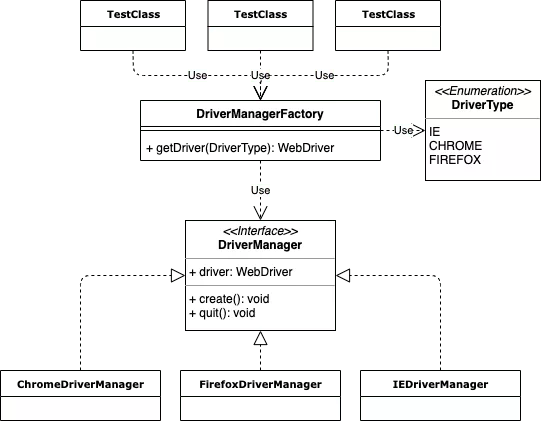 TestClass
TestClass
TestClass
Use
Use
Use
<<Enumeration>>
DriverType
IE
CHROME
FIREFOX
DriverManagerFactory
+ getDriver(DriverType): WebDriver
Use
Use
<<Interface>>
DriverManager
+ driver: WebDriver
+ create(): void
+ quit(): void
ChromeDriverManager
FirefoxDriverManager
IEDriverManager